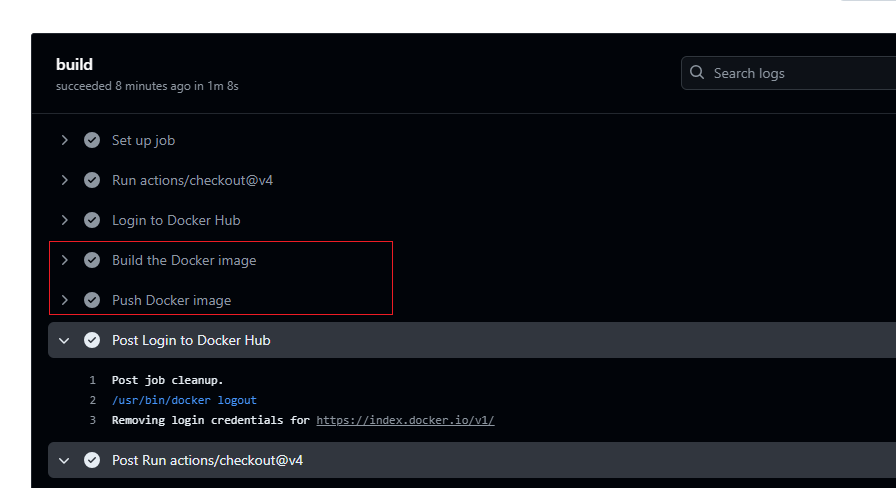 build
succeeded 8 minutes ago in 1m 8s
Search logs
Set up job
Run actions/checkout@v4
Login to Docker Hub
Build the Docker image
Push Docker image
Post Login to Docker Hub
1 Post job cleanup.
2 /usr/bin/docker logout
3 Removing login credentials for https://index.docker.io/v1/
Post Run actions/checkout@v4